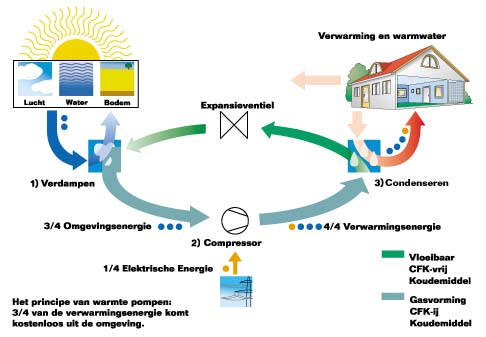 Verwarming en warmwater
Lucht Water Bodem
Expansieventiel
1) Verdampen
3) Condenseren
3/4 Omgevingsenergie
2) Compressor
4/4 Verwarmingsenergie
1/4 Elektrische Energie
Vloeibaar
CFK-vrij
Koudemiddel
Gasvorming
CFK-ij
Koudemiddel
Het principe van warmte pompen:
3/4 van de verwarmingsenergie komt
kostenloos uit de omgeving.